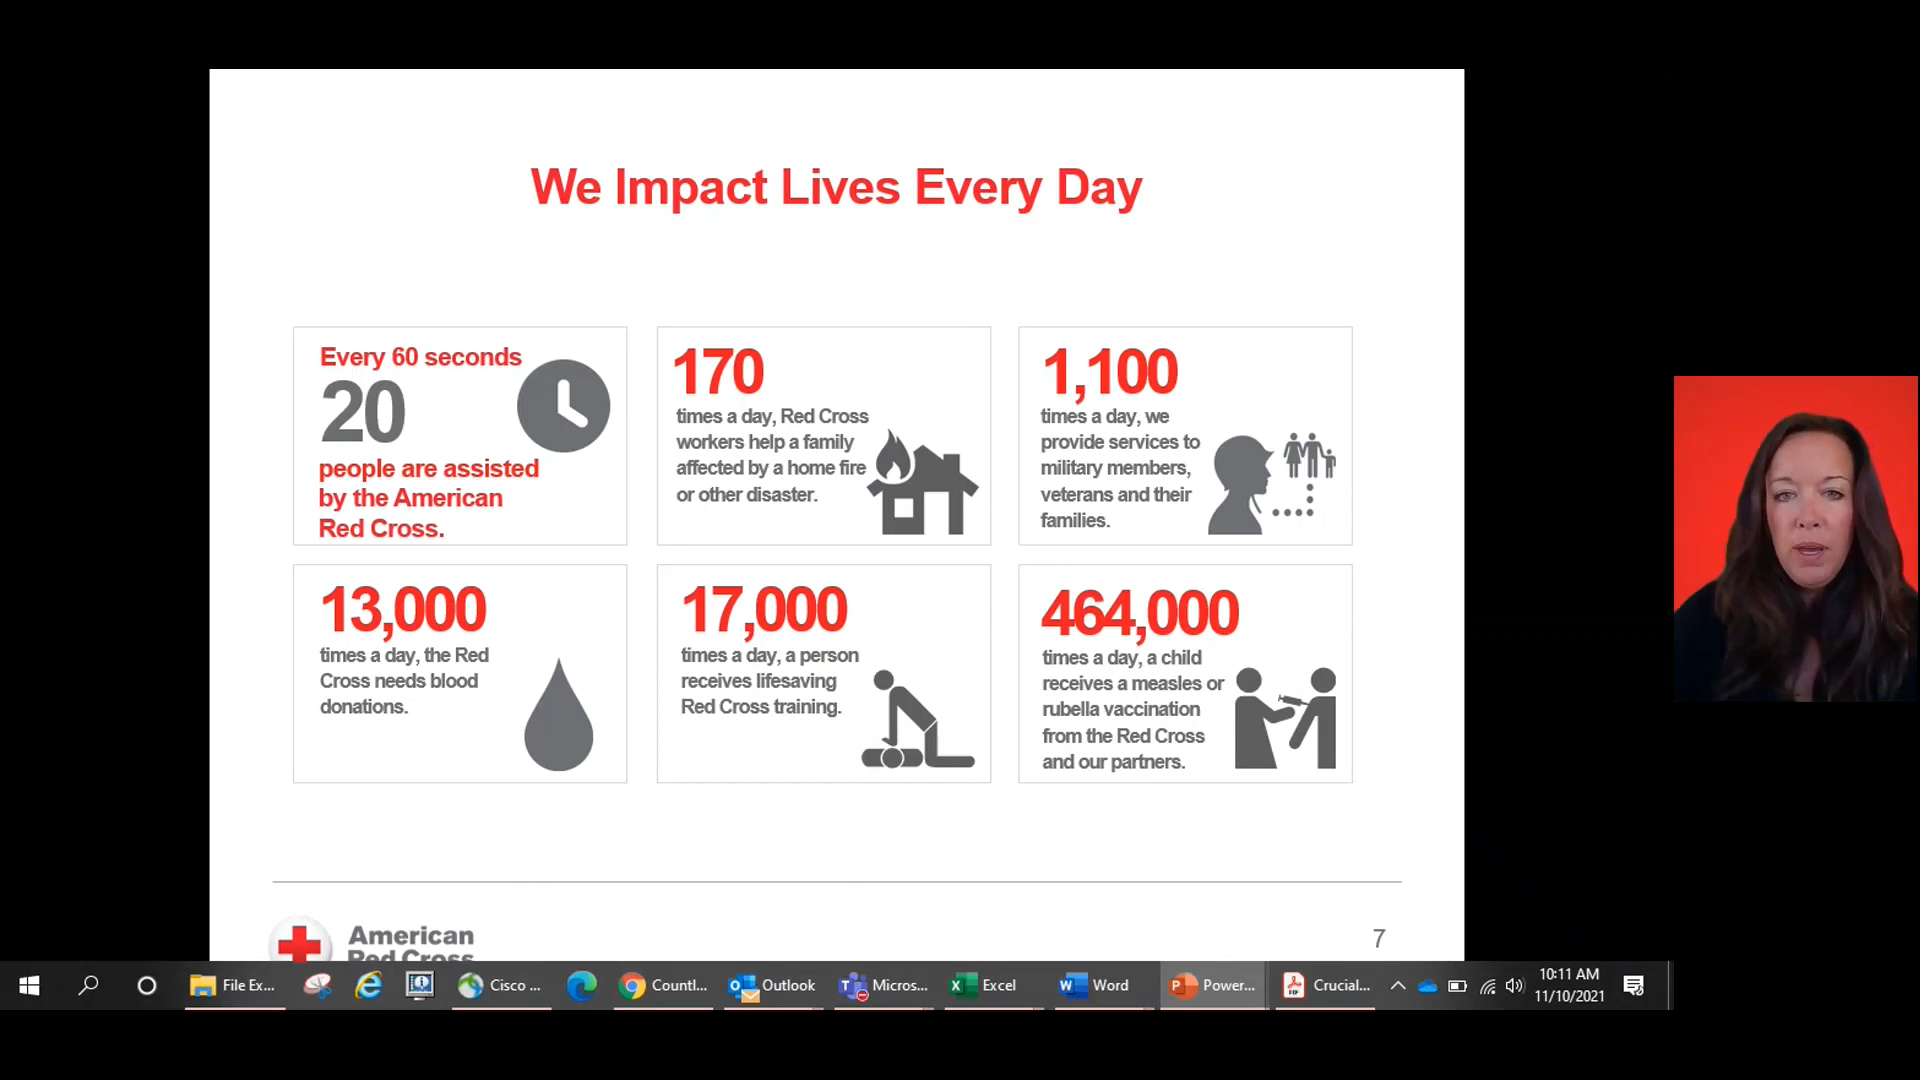 We Impact Lives Every Day
Every 60 seconds
20
people are assisted
by the American
Red Cross.
170
times a day, Red Cross
workers help a family
affected by a home fire
or other disaster.
1,100
times a day, we
provide services to
military members,
veterans and their
families.
13,000
times a day, the Red
Cross needs blood
donations.
17,000
times a day, a person
receives lifesaving
Red Cross training.
464,000
times a day, a child
receives a measles or
rubella vaccination
from the Red Cross
and our partners.
American
Red Cross
7
File Ex...
Cisco ...
Countl...
Outlook
Micros...
Excel
Word
Power...
Crucial...
10:11 AM
11/10/2021